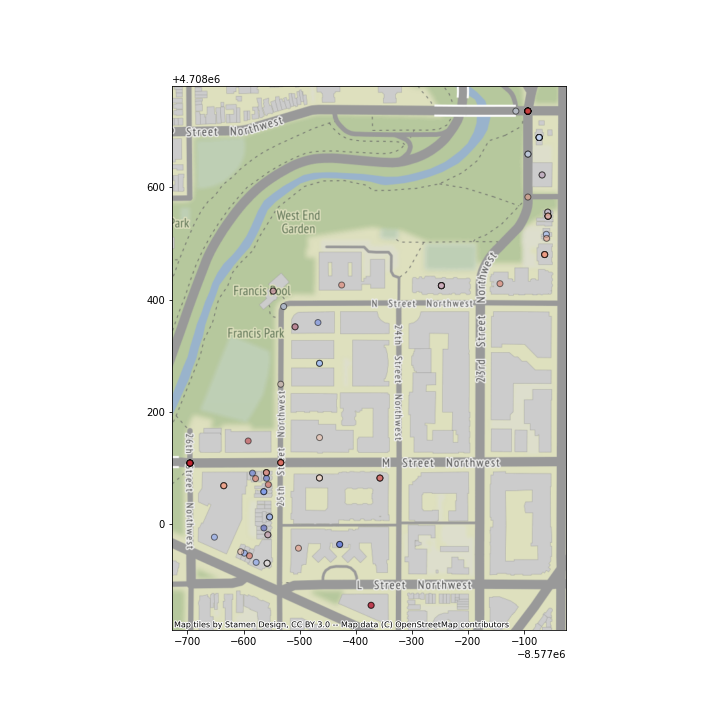 +4.708e6
Street Northwest
600
Park
West End
Garden
Francis Pool
400
N Street Northwest
23rd Street Northwest
Francis Park
24th Street Northwest
200
25th Street Northwest
26th Street Northwest
M Street Northwest
0
L Street Northwest
Map tiles by Stamen Design, CC BY 3.0 -- Map data (C) OpenStreetMap contributors
−700 −600 −500 −400 −300 −200 −100
−8.577e6